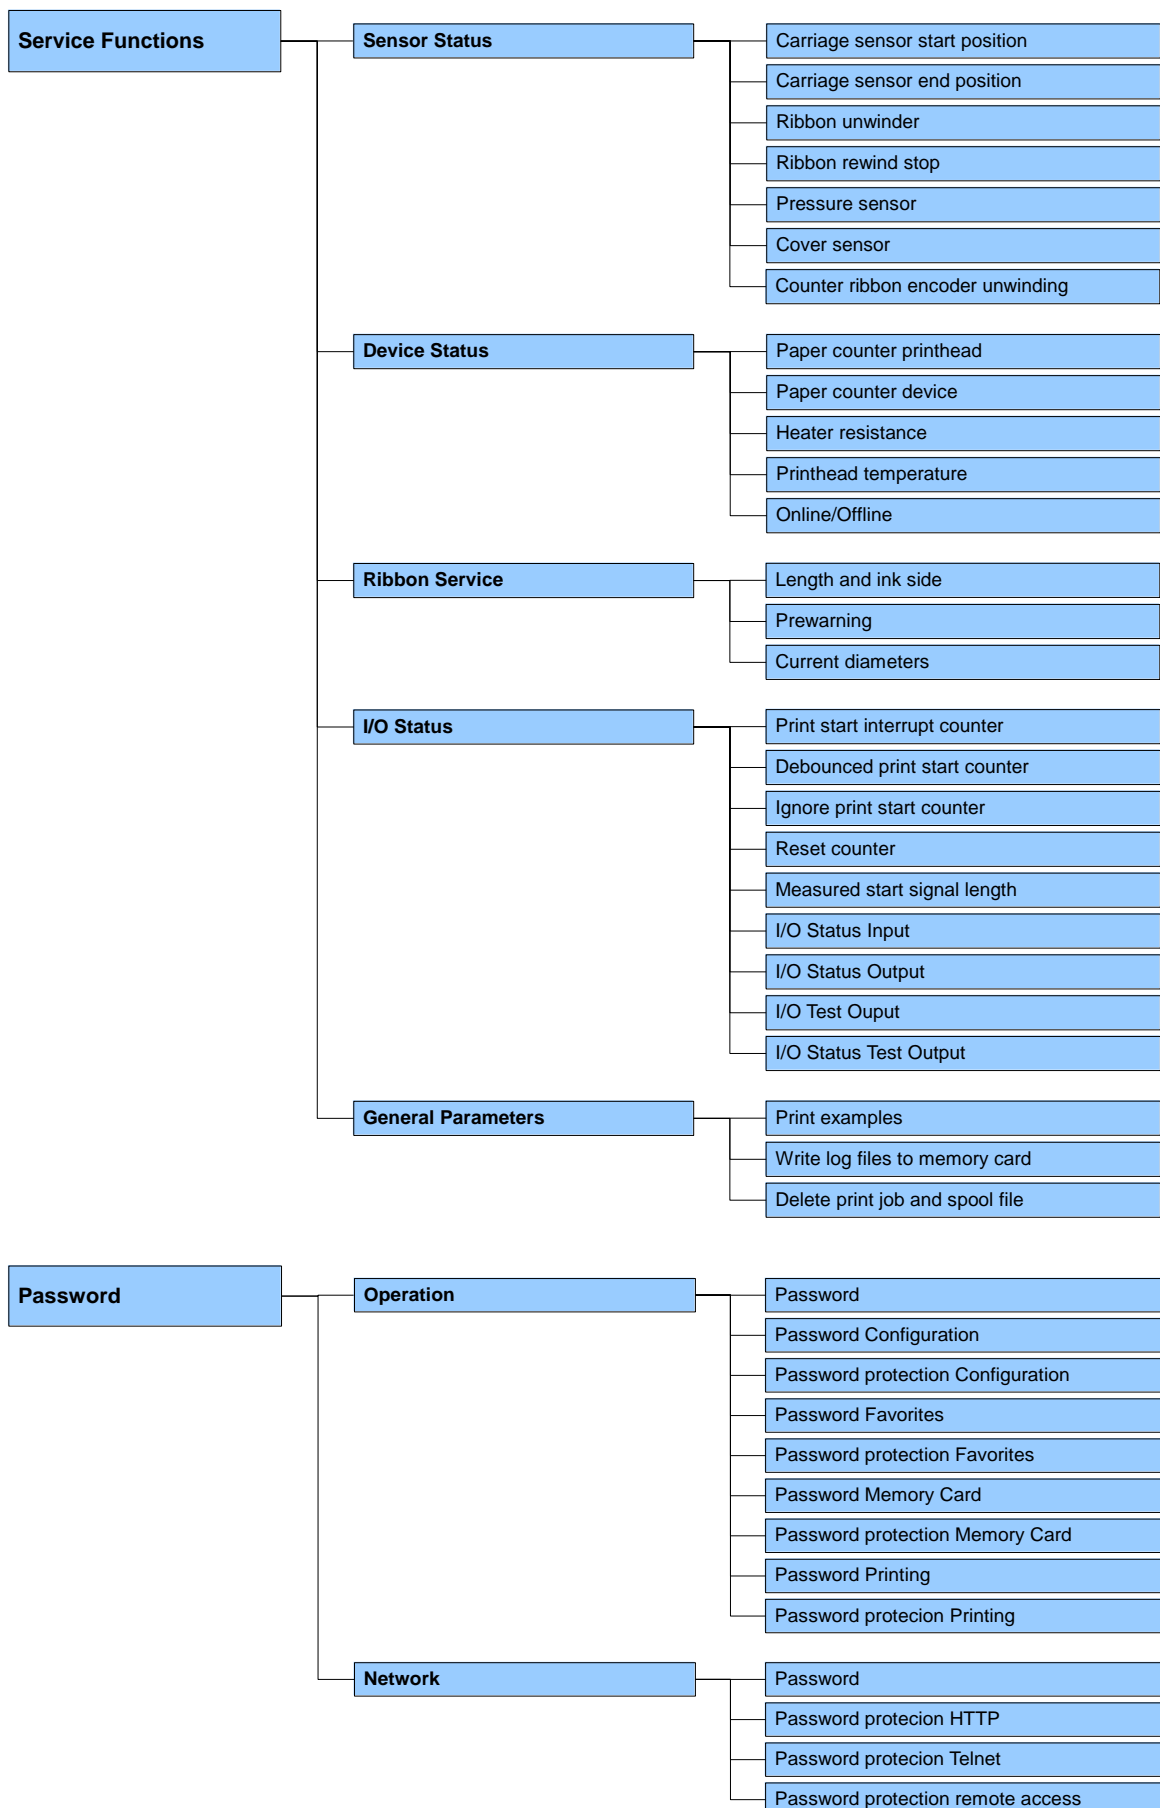 Service Functions
Sensor Status
Carriage sensor start position
Carriage sensor end position
Ribbon unwinder
Ribbon rewind stop
Pressure sensor
Cover sensor
Counter ribbon encoder unwinding
Device Status
Paper counter printhead
Paper counter device
Heater resistance
Printhead temperature
Online/Offline
Ribbon Service
Length and ink side
Prewarning
Current diameters
I/O Status
Print start interrupt counter
Debounced print start counter
Ignore print start counter
Reset counter
Measured start signal length
I/O Status Input
I/O Status Output
I/O Test Ouput
I/O Status Test Output
General Parameters
Print examples
Write log files to memory card
Delete print job and spool file
Password
Operation
Password
Password Configuration
Password protection Configuration
Password Favorites
Password protection Favorites
Password Memory Card
Password protection Memory Card
Password Printing
Password protecion Printing
Network
Password
Password protecion HTTP
Password protecion Telnet
Password protection remote access